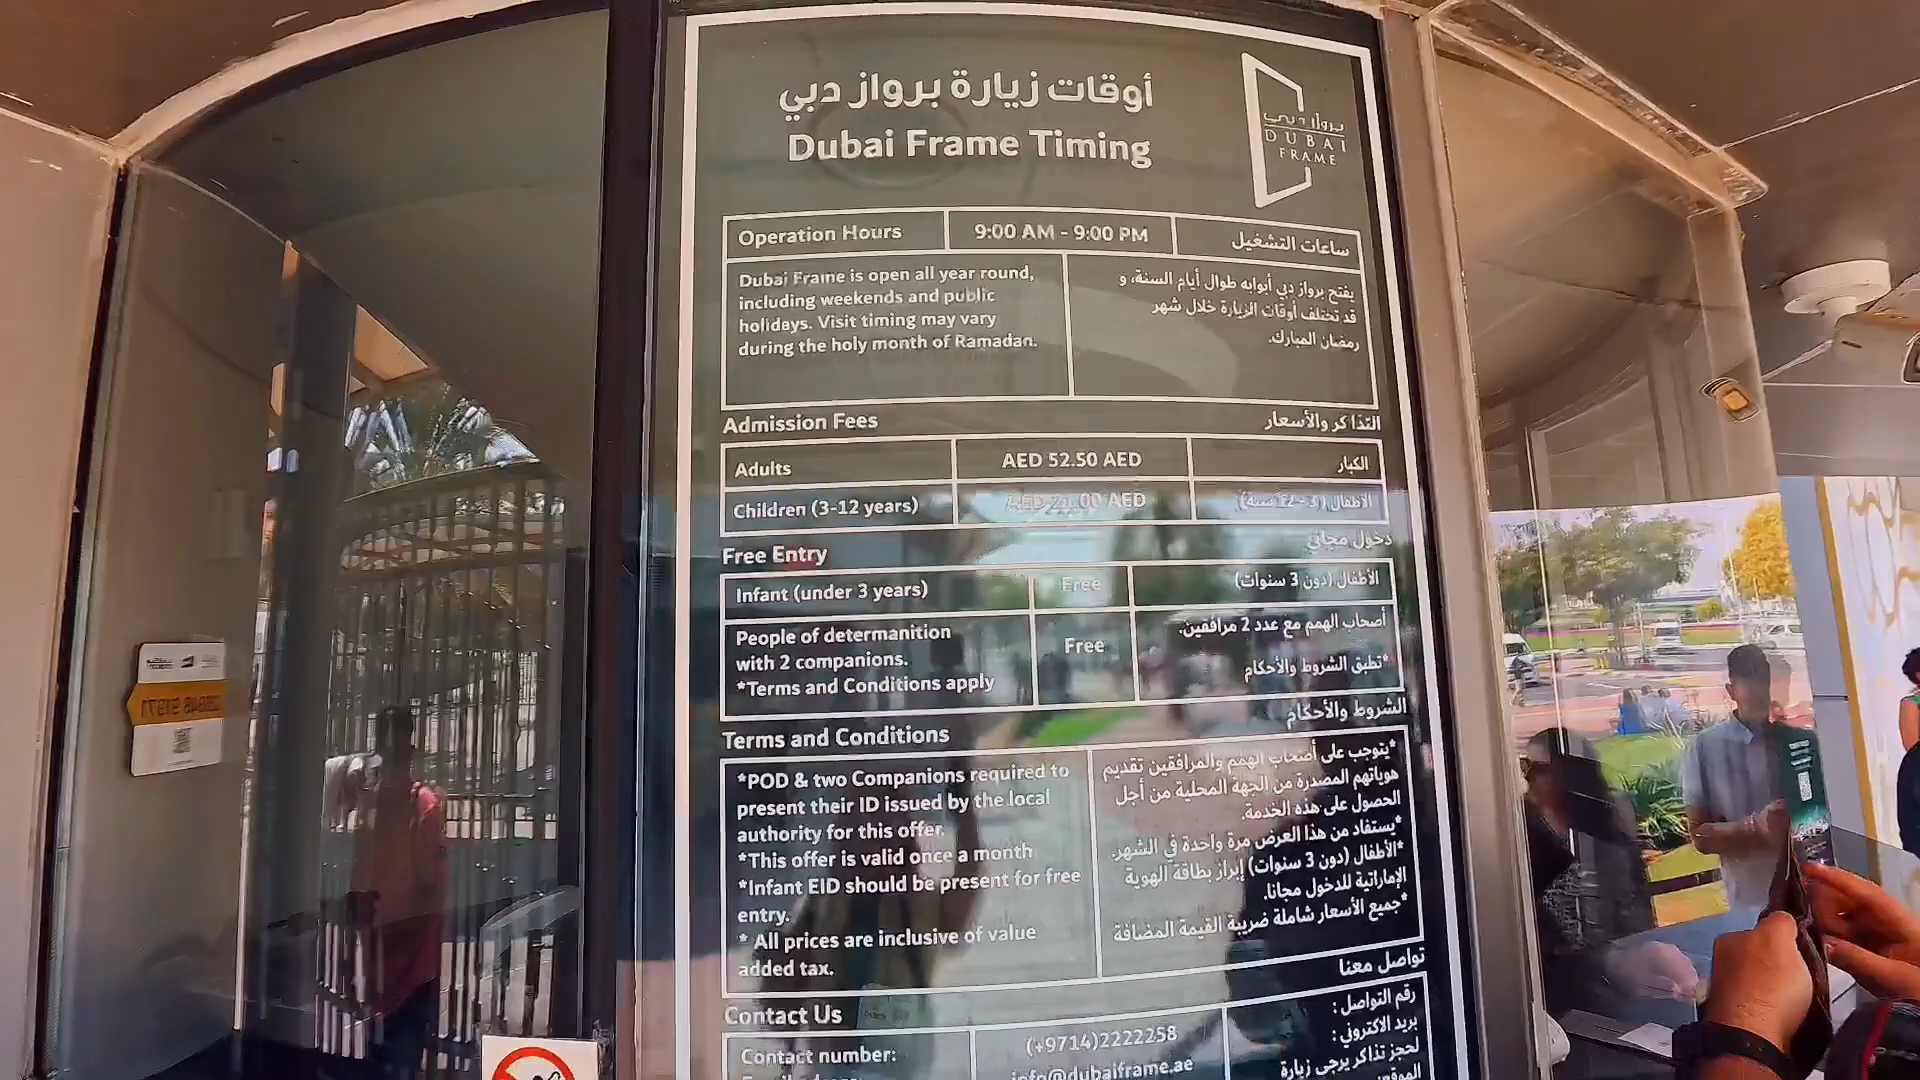 أوقات زيارة برواز دبي
Dubai Frame Timing
برواز دبي
DUBAI
FRAME
Operation Hours
9:00 AM - 9:00 PM
ساعات التشغيل
Dubai Frame is open all year round,
including weekends and public
holidays. Visit timing may vary
during the holy month of Ramadan.
يفتح برواز دبي أبوابه طوال أيام السنة، و
قد تختلف أوقات الزيارة خلال شهر
رمضان المبارك.
Admission Fees
التذاكر والأسعار
Adults
AED 52.50 AED
الكبار
Children (3-12 years)
AED 21.00 AED
الأطفال (3-12 سنة)
Free Entry
دخول مجاني
Infant (under 3 years)
Free
الأطفال (دون 3 سنوات)
People of determanition
with 2 companions.
*Terms and Conditions apply
Free
أصحاب الهمم مع عدد 2 مرافقين.
*تطبق الشروط والأحكام
Terms and Conditions
الشروط والأحكام
*POD & two Companions required to
present their ID issued by the local
authority for this offer.
*This offer is valid once a month
*Infant EID should be present for free
entry.
* All prices are inclusive of value
added tax.
*يتوجب على أصحاب الهمم والمرافقين تقديم
هوياتهم المصدرة من الجهة المحلية من أجل
الحصول على هذه الخدمة.
*يستفاد من هذا العرض مرة واحدة في الشهر.
*الأطفال (دون 3 سنوات) إبراز بطاقة الهوية
الإماراتية للدخول مجانا.
*جميع الأسعار شاملة ضريبة القيمة المضافة
Contact Us
تواصل معنا
Contact number:
(+9714)2222258
رقم التواصل :
info@dubaiframe.ae
بريد الاكتروني :
لحجز تذاكر يرجى زيارة